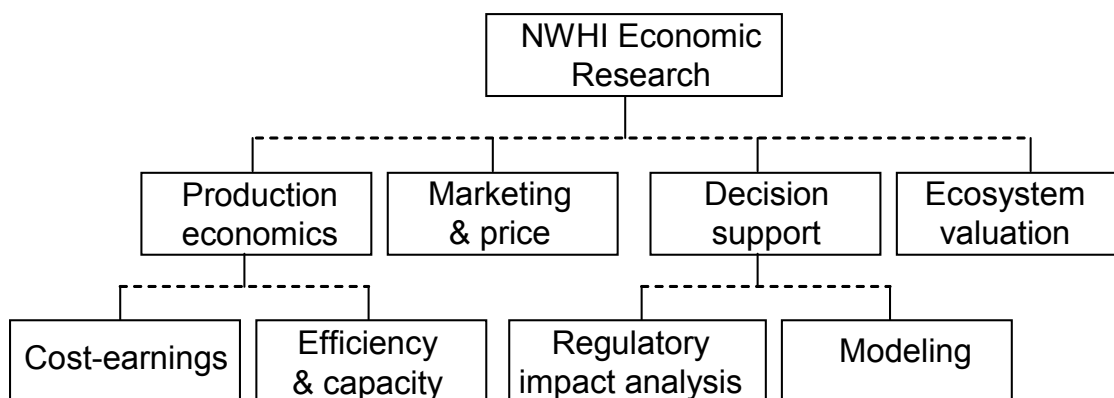 NWHI Economic
Research
Production
economics
Marketing
& price
Decision
support
Ecosystem
valuation
Cost-earnings
Efficiency
& capacity
Regulatory
impact analysis
Modeling